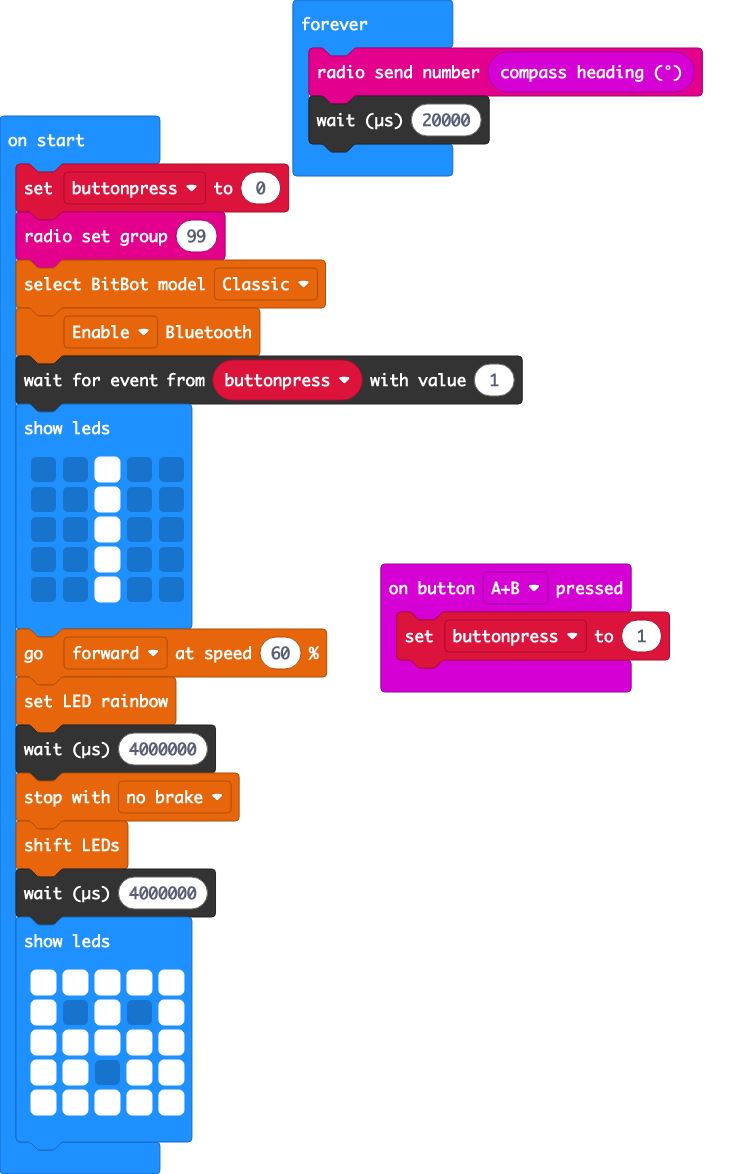 forever
radio send number compass heading (°)
wait (µs) 20000
on start
set buttonpress to 0
radio set group 99
select BitBot model Classic
Enable Bluetooth
wait for event from buttonpress with value 1
show leds
on button A+B pressed
set buttonpress to 1
go forward at speed 60 %
set LED rainbow
wait (µs) 4000000
stop with no brake
shift LEDs
wait (µs) 4000000
show leds